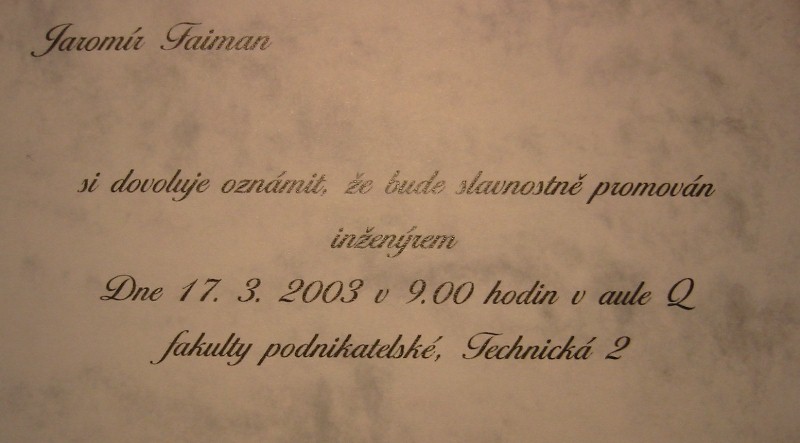 Jaromír Faiman
si dovoluje oznámit, že bude slavnostně promován
inženýrem
Dne 17. 3. 2003 v 9.00 hodin v aule Q
fakulty podnikatelské, Technická 2